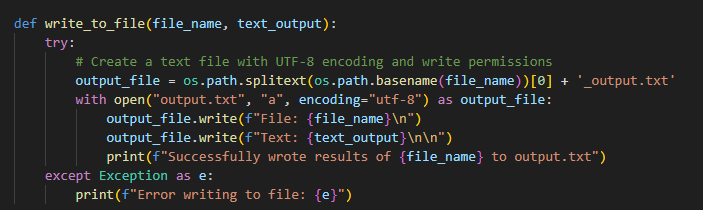 def write_to_file(file_name, text_output):
    try:
        # Create a text file with UTF-8 encoding and write permissions
        output_file = os.path.splitext(os.path.basename(file_name))[0] + '_output.txt'
        with open("output.txt", "a", encoding="utf-8") as output_file:
            output_file.write(f"File: {file_name}\n")
            output_file.write(f"Text: {text_output}\n\n")
            print(f"Successfully wrote results of {file_name} to output.txt")
    except Exception as e:
        print(f"Error writing to file: {e}")